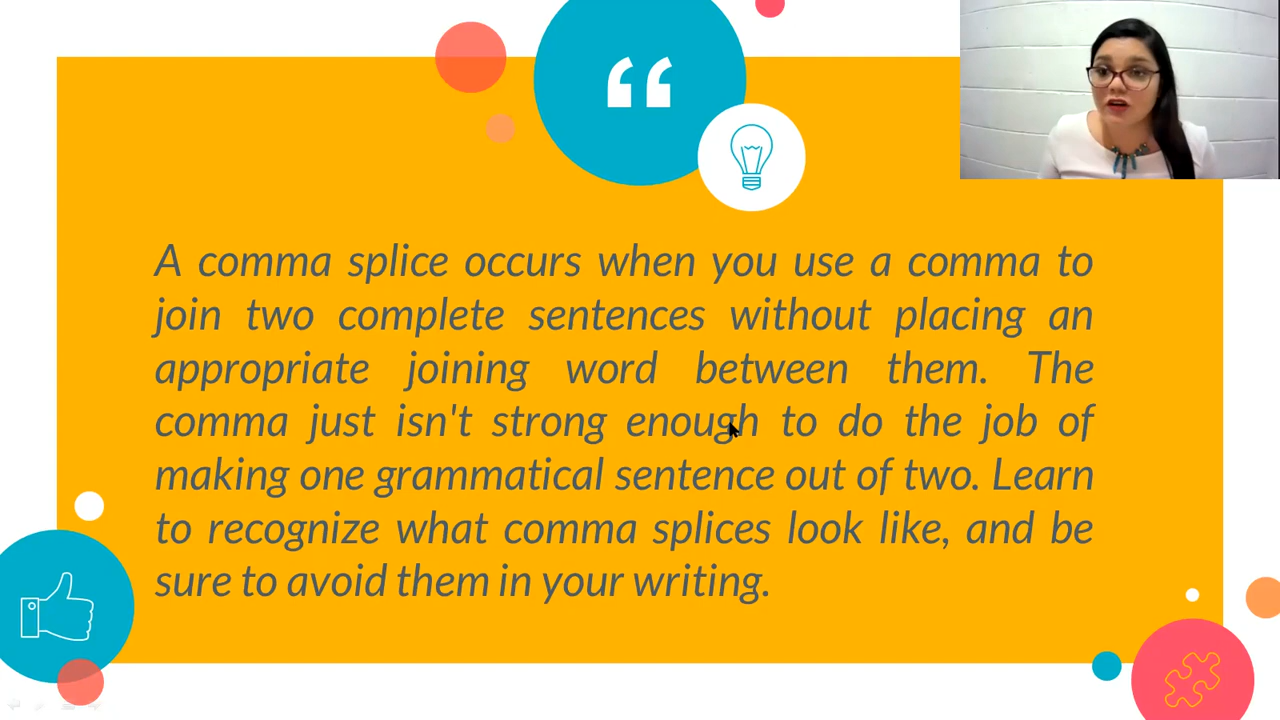 “
A comma splice occurs when you use a comma to
join two complete sentences without placing an
appropriate joining word between them. The
comma just isn't strong enough to do the job of
making one grammatical sentence out of two. Learn
to recognize what comma splices look like, and be
sure to avoid them in your writing.